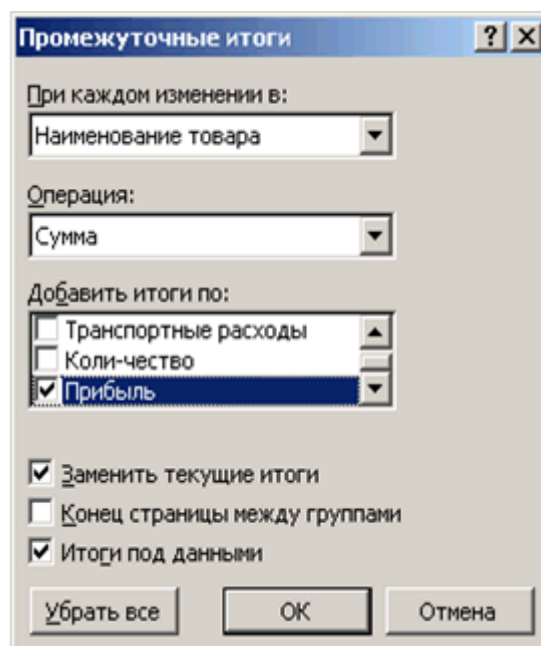 Промежуточные итоги
При каждом изменении в:
Наименование товара
Операция:
Сумма
Добавить итоги по:
Транспортные расходы
Коли-чество
Прибыль
Заменить текущие итоги
Конец страницы между группами
Итоги под данными
Убрать все ОК Отмена